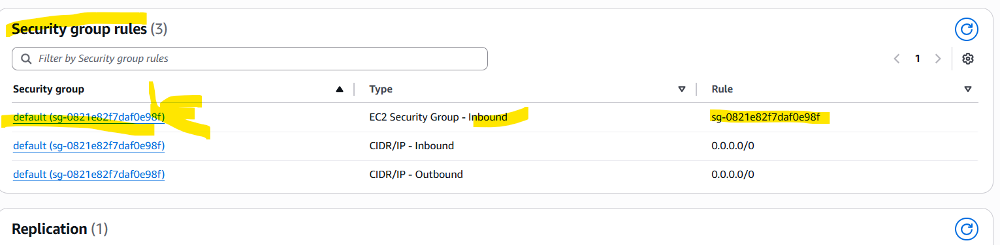 Security group rules (3)
Filter by Security group rules
1
Security group Type Rule
default (sg-0821e82f7daf0e98f) EC2 Security Group - Inbound sg-0821e82f7daf0e98f
default (sg-0821e82f7daf0e98f) CIDR/IP - Inbound 0.0.0.0/0
default (sg-0821e82f7daf0e98f) CIDR/IP - Outbound 0.0.0.0/0
Replication (1)